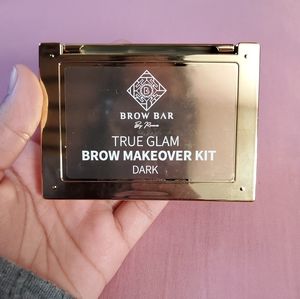 B
BROW BAR
By Reema
TRUE GLAM
BROW MAKEOVER KIT
DARK